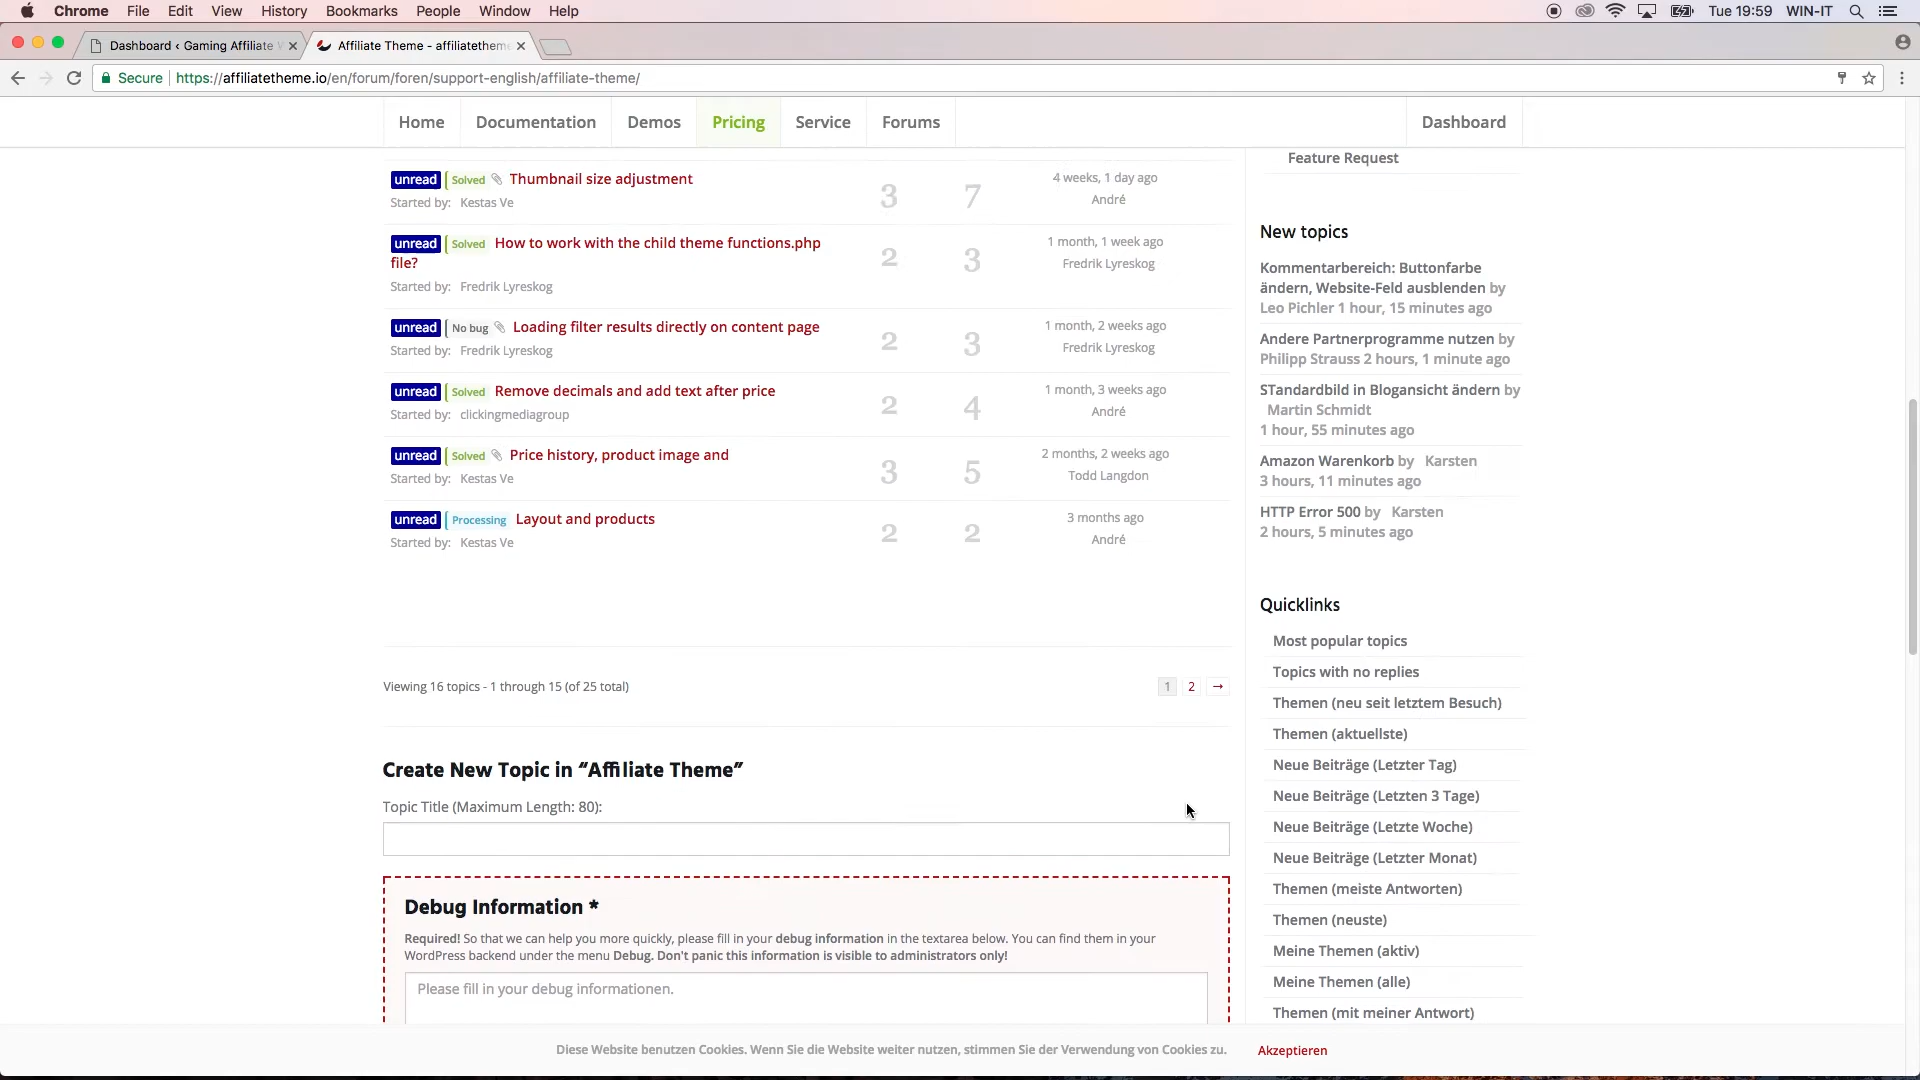 Chrome File Edit View History Bookmarks People Window Help Tue 19:59 WIN-IT
Dashboard ‹ Gaming Affiliate
Affiliate Theme - affiliatetheme
Secure https://affiliatetheme.io/en/forum/foren/support-english/affiliate-theme/
Home Documentation Demos Pricing Service Forums Dashboard
unread Solved Thumbnail size adjustment
Started by: Kestas Ve
3 7
4 weeks, 1 day ago
André
unread Solved How to work with the child theme functions.php
file?
Started by: Fredrik Lyreskog
2 3
1 month, 1 week ago
Fredrik Lyreskog
unread No bug Loading filter results directly on content page
Started by: Fredrik Lyreskog
2 3
1 month, 2 weeks ago
Fredrik Lyreskog
unread Solved Remove decimals and add text after price
Started by: clickingmediagroup
2 4
1 month, 3 weeks ago
André
unread Solved Price history, product image and
Started by: Kestas Ve
3 5
2 months, 2 weeks ago
Todd Langdon
unread Processing Layout and products
Started by: Kestas Ve
2 2
3 months ago
André
Viewing 16 topics - 1 through 15 (of 25 total)
1 2 →
Create New Topic in “Affiliate Theme”
Topic Title (Maximum Length: 80):
Debug Information *
Required! So that we can help you more quickly, please fill in your debug information in the textarea below. You can find them in your
WordPress backend under the menu Debug. Don't panic this information is visible to administrators only!
Please fill in your debug informationen.
Feature Request
New topics
Kommentarbereich: Buttonfarbe
ändern, Website-Feld ausblenden by
Leo Pichler 1 hour, 15 minutes ago
Andere Partnerprogramme nutzen by
Philipp Strauss 2 hours, 1 minute ago
STandardbild in Blogansicht ändern by
Martin Schmidt
1 hour, 55 minutes ago
Amazon Warenkorb by Karsten
3 hours, 11 minutes ago
HTTP Error 500 by Karsten
2 hours, 5 minutes ago
Quicklinks
Most popular topics
Topics with no replies
Themen (neu seit letztem Besuch)
Themen (aktuellste)
Neue Beiträge (Letzter Tag)
Neue Beiträge (Letzten 3 Tage)
Neue Beiträge (Letzte Woche)
Neue Beiträge (Letzter Monat)
Themen (meiste Antworten)
Themen (neuste)
Meine Themen (aktiv)
Meine Themen (alle)
Themen (mit meiner Antwort)
Diese Website benutzen Cookies. Wenn Sie die Website weiter nutzen, stimmen Sie der Verwendung von Cookies zu. Akzeptieren